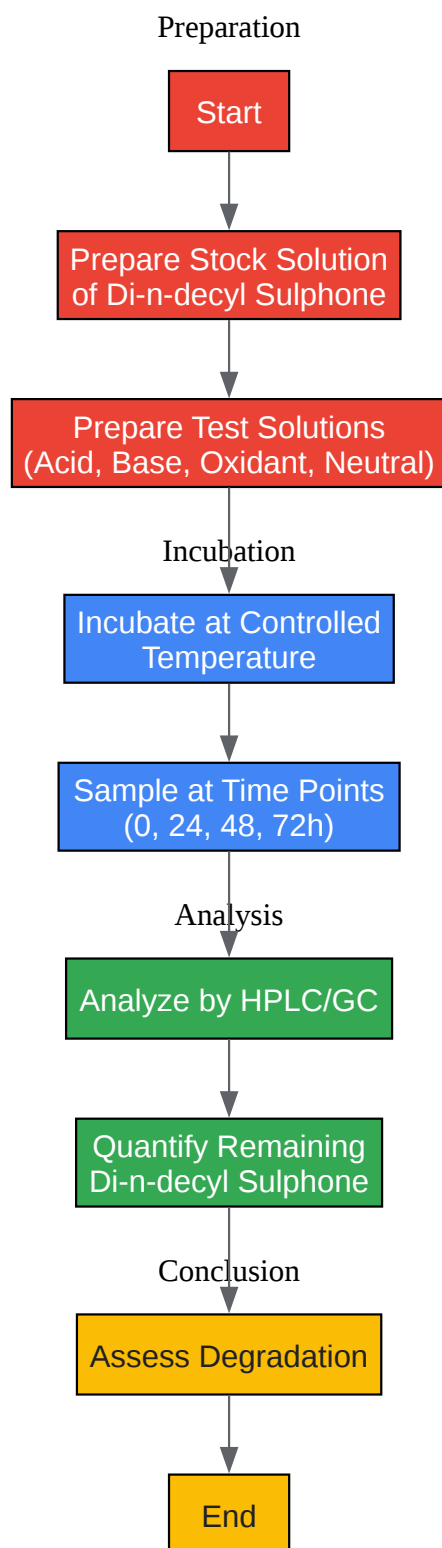 Preparation
Start
Prepare Stock Solution
of Di-n-decyl Sulphone
Prepare Test Solutions
(Acid, Base, Oxidant, Neutral)
Incubation
Incubate at Controlled
Temperature
Sample at Time Points
(0, 24, 48, 72h)
Analysis
Analyze by HPLC/GC
Quantify Remaining
Di-n-decyl Sulphone
Conclusion
Assess Degradation
End